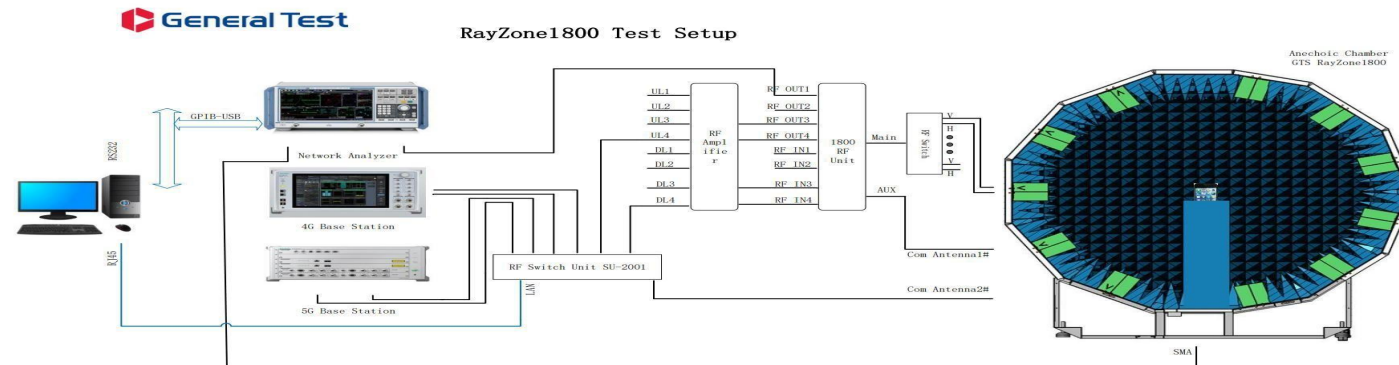 General Test
RayZone1800 Test Setup
Anechoic Chamber
GTS RayZone1800
GPIB-USB
RS232
Network Analyzer
4G Base Station
5G Base Station
RJ45
LAN
RF Switch Unit SU-2001
UL1
UL2
UL3
UL4
DL1
DL2
DL3
DL4
RF
Ampl
ifie
r
RF OUT1
RF OUT2
RF OUT3
RF OUT4
RF IN1
RF IN2
RF IN3
RF IN4
1800
RF
Unit
Main
AUX
RF Switch
V
H
V
H
Com Antenna1#
Com Antenna2#
SMA